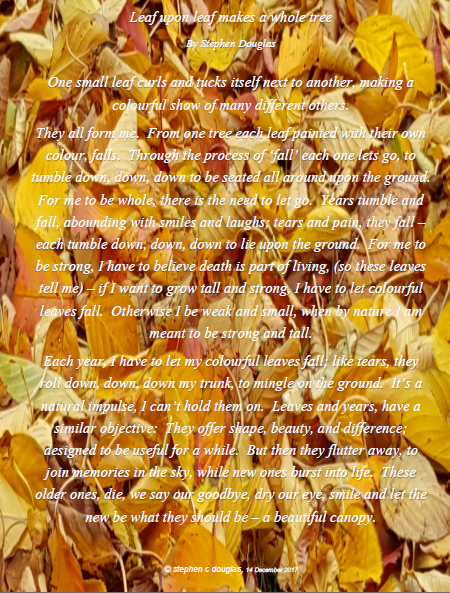 Leaf upon leaf makes a whole tree
By Stephen Douglas
One small leaf curls and tucks itself next to another, making a
colourful show of many different others.
They all form me.  From one tree each leaf painted with their own
colour, falls.  Through the process of 'fall' each one lets go, to
tumble down, down, down to be seated all around upon the ground.
For me to be whole, there is the need to let go.  Years tumble and
fall, abounding with smiles and laughs; tears and pain, they fall –
each tumble down, down, down to lie upon the ground.  For me to
be strong, I have to believe death is part of living, (so these leaves
tell me) – if I want to grow tall and strong, I have to let colourful
leaves fall.  Otherwise I be weak and small, when by nature I am
meant to be strong and tall.
Each year, I have to let my colourful leaves fall; like tears, they
roll down, down, down my trunk, to mingle on the ground.  It's a
natural impulse, I can't hold them on.  Leaves and years, have a
similar objective:  They offer shape, beauty, and difference;
designed to be useful for a while.  But then they flutter away, to
join memories in the sky, while new ones burst into life.  These
older ones, die, we say our goodbye, dry our eye, smile and let the
new be what they should be – a beautiful canopy.
© stephen c douglas, 14 December 2017